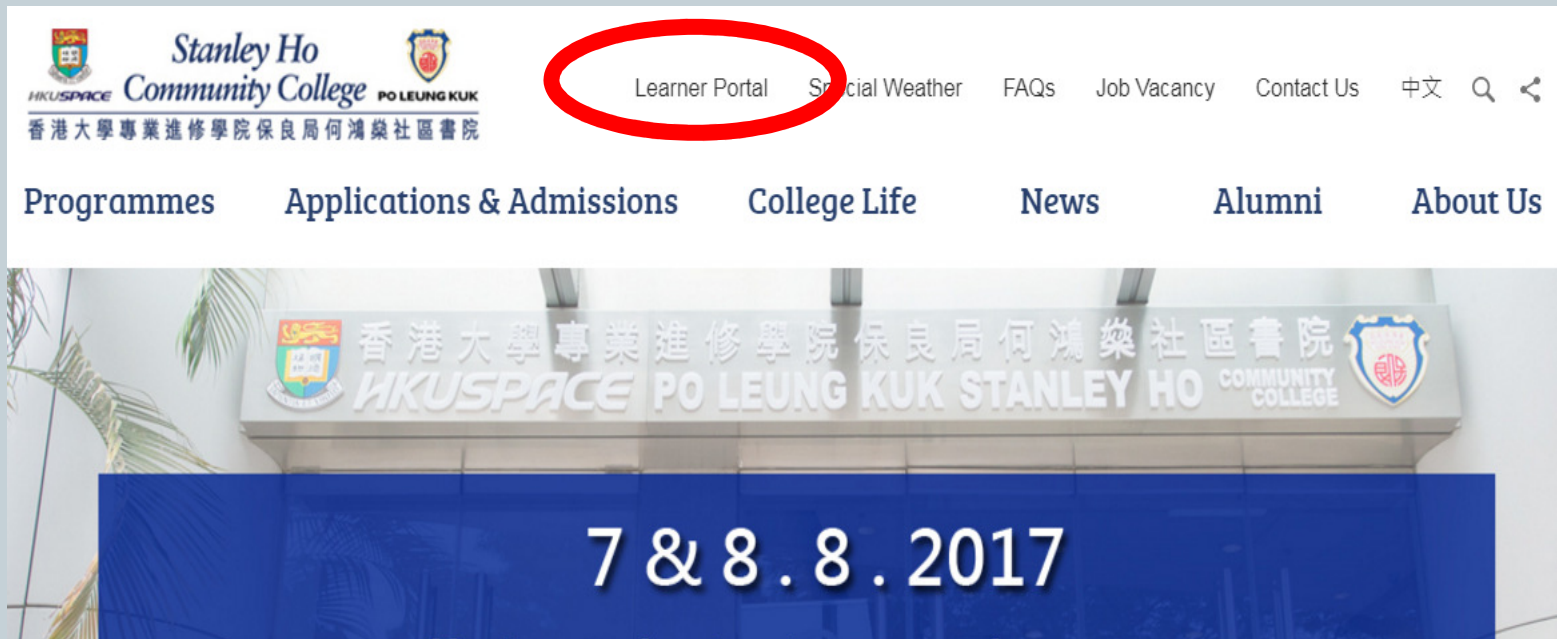 Stanley Ho
HKUSPACE Community College PO LEUNG KUK
香港大學專業進修學院保良局何鴻燊社區書院
Learner Portal Special Weather FAQs Job Vacancy Contact Us 中文
Programmes Applications & Admissions College Life News Alumni About Us
香港大學專業進修學院保良局何鴻燊社區書院
HKUSPACE PO LEUNG KUK STANLEY HO COMMUNITY COLLEGE
7 & 8 . 8 . 2017